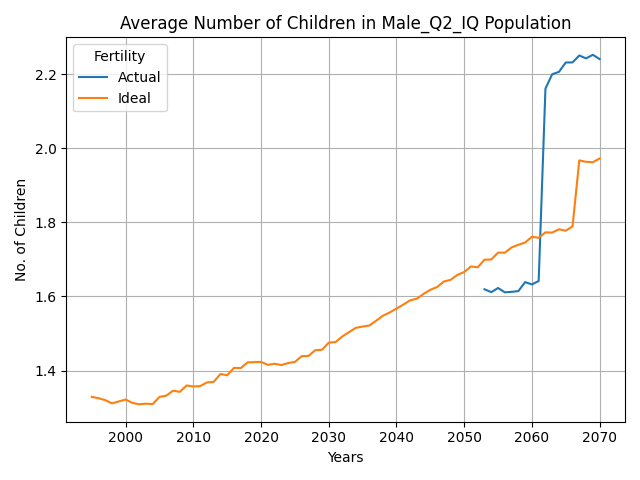 Average Number of Children in Male_Q2_IQ Population
Fertility
Actual
Ideal
No. of Children
2.2
2.0
1.8
1.6
1.4
2000 2010 2020 2030 2040 2050 2060 2070
Years